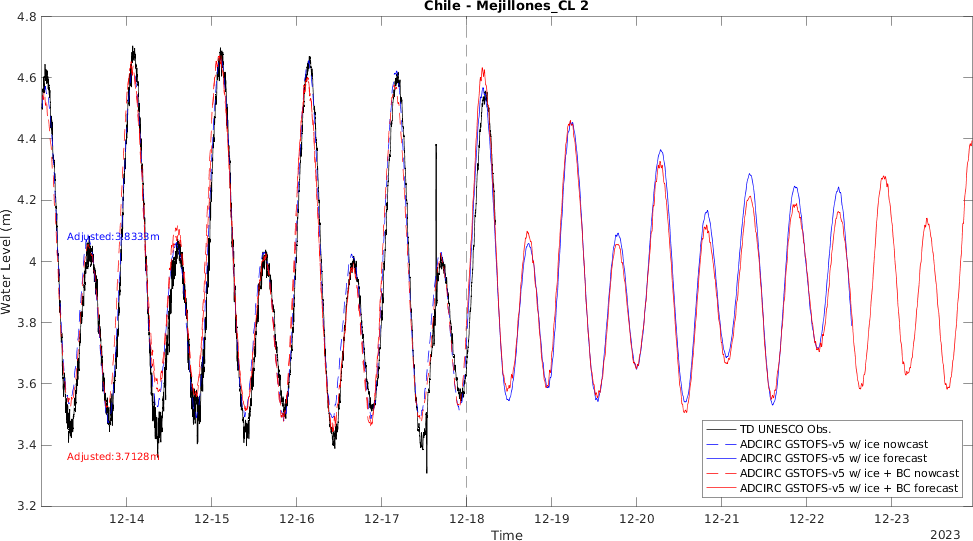 Chile - Mejillones_CL 2
4.8
4.6
4.4
4.2
4
3.8
3.6
3.4
3.2
Water Level (m)
Adjusted:3.8333m
Adjusted:3.7128m
TD UNESCO Obs.
ADCIRC GSTOFS-v5 w/ ice nowcast
ADCIRC GSTOFS-v5 w/ ice forecast
ADCIRC GSTOFS-v5 w/ ice + BC nowcast
ADCIRC GSTOFS-v5 w/ ice + BC forecast
12-14 12-15 12-16 12-17 12-18 12-19 12-20 12-21 12-22 12-23
Time
2023